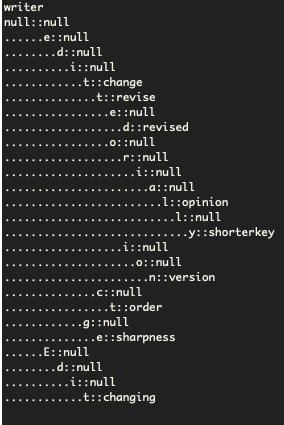 writer
null::null
......e::null
........d::null
..........i::null
............t::change
..............t::revise
................e::null
..................d::revised
................o::null
..................r::null
....................i::null
......................a::null
........................l::opinion
..........................l::null
............................y::shorterkey
..................i::null
....................o::null
......................n::version
..............c::null
................t::order
............g::null
..............e::sharpness
......E::null
........d::null
..........i::null
............t::changing